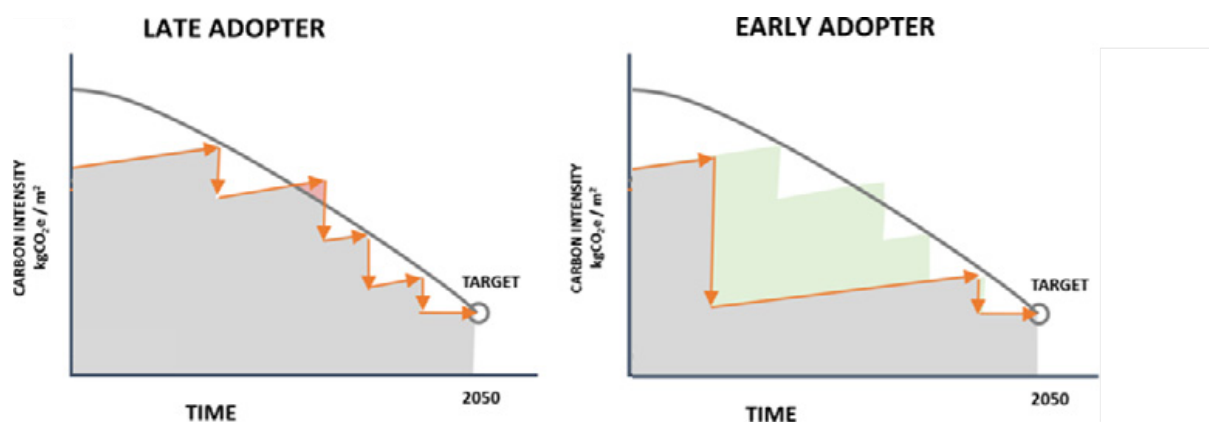 LATE ADOPTER
CARBON INTENSITY
kgCO₂e / m²
TARGET
2050
TIME
EARLY ADOPTER
CARBON INTENSITY
kgCO₂e / m²
TARGET
2050
TIME